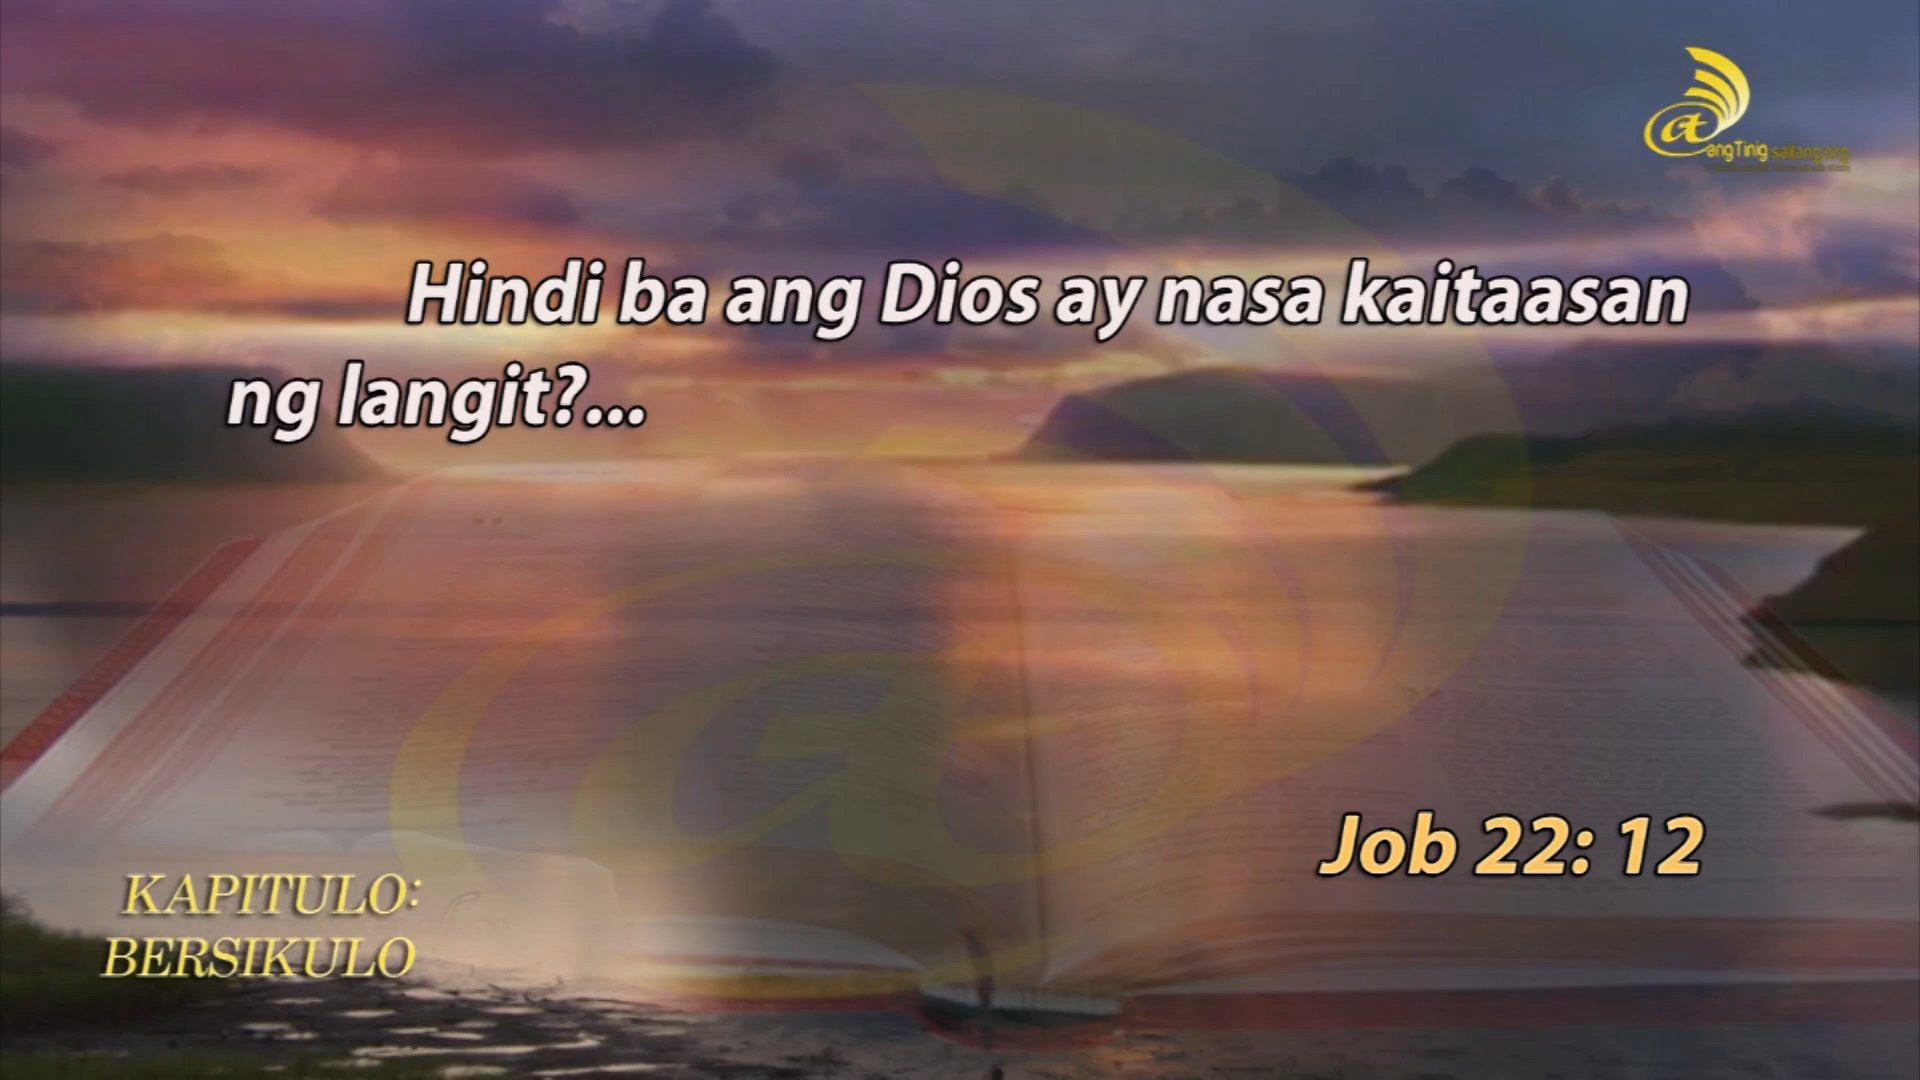 angTinig
Hindi ba ang Dios ay nasa kaitaasan
ng langit?...
Job 22: 12
KAPITULO:
BERSIKULO